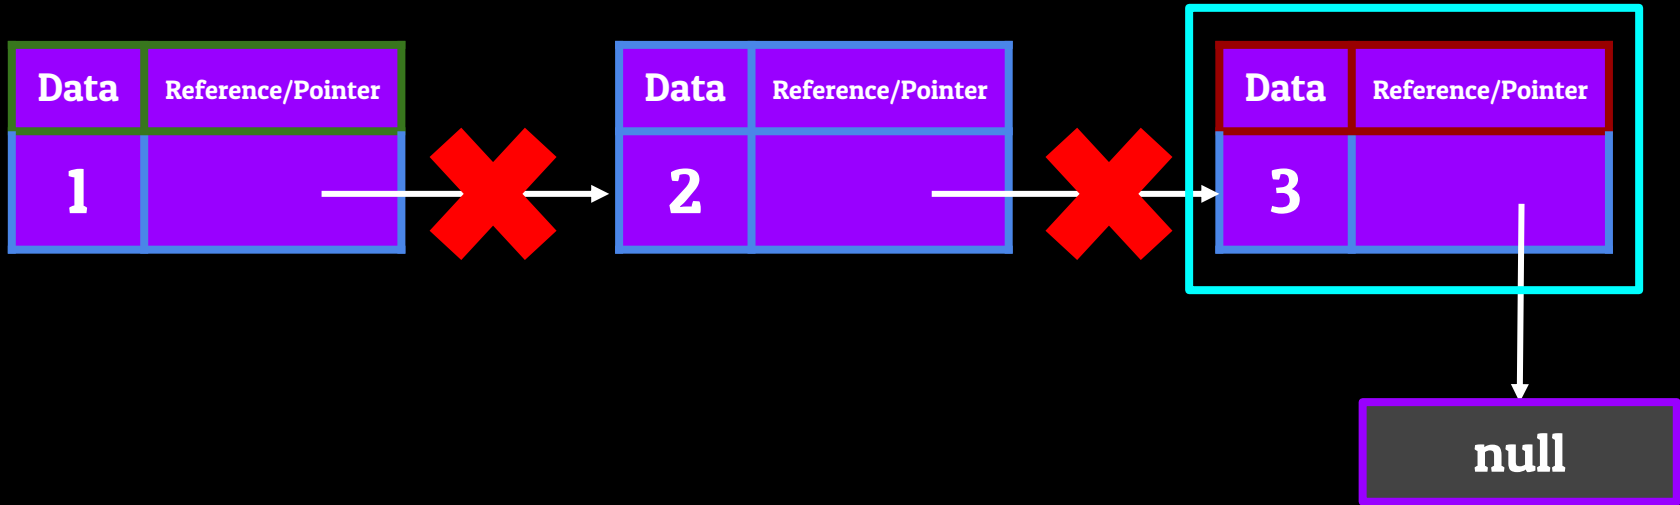 Data Reference/Pointer
1
Data Reference/Pointer
2
Data Reference/Pointer
3
null